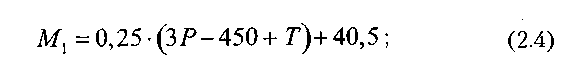 M₁ = 0,25·(3P − 450 + T) + 40,5;    (2.4)